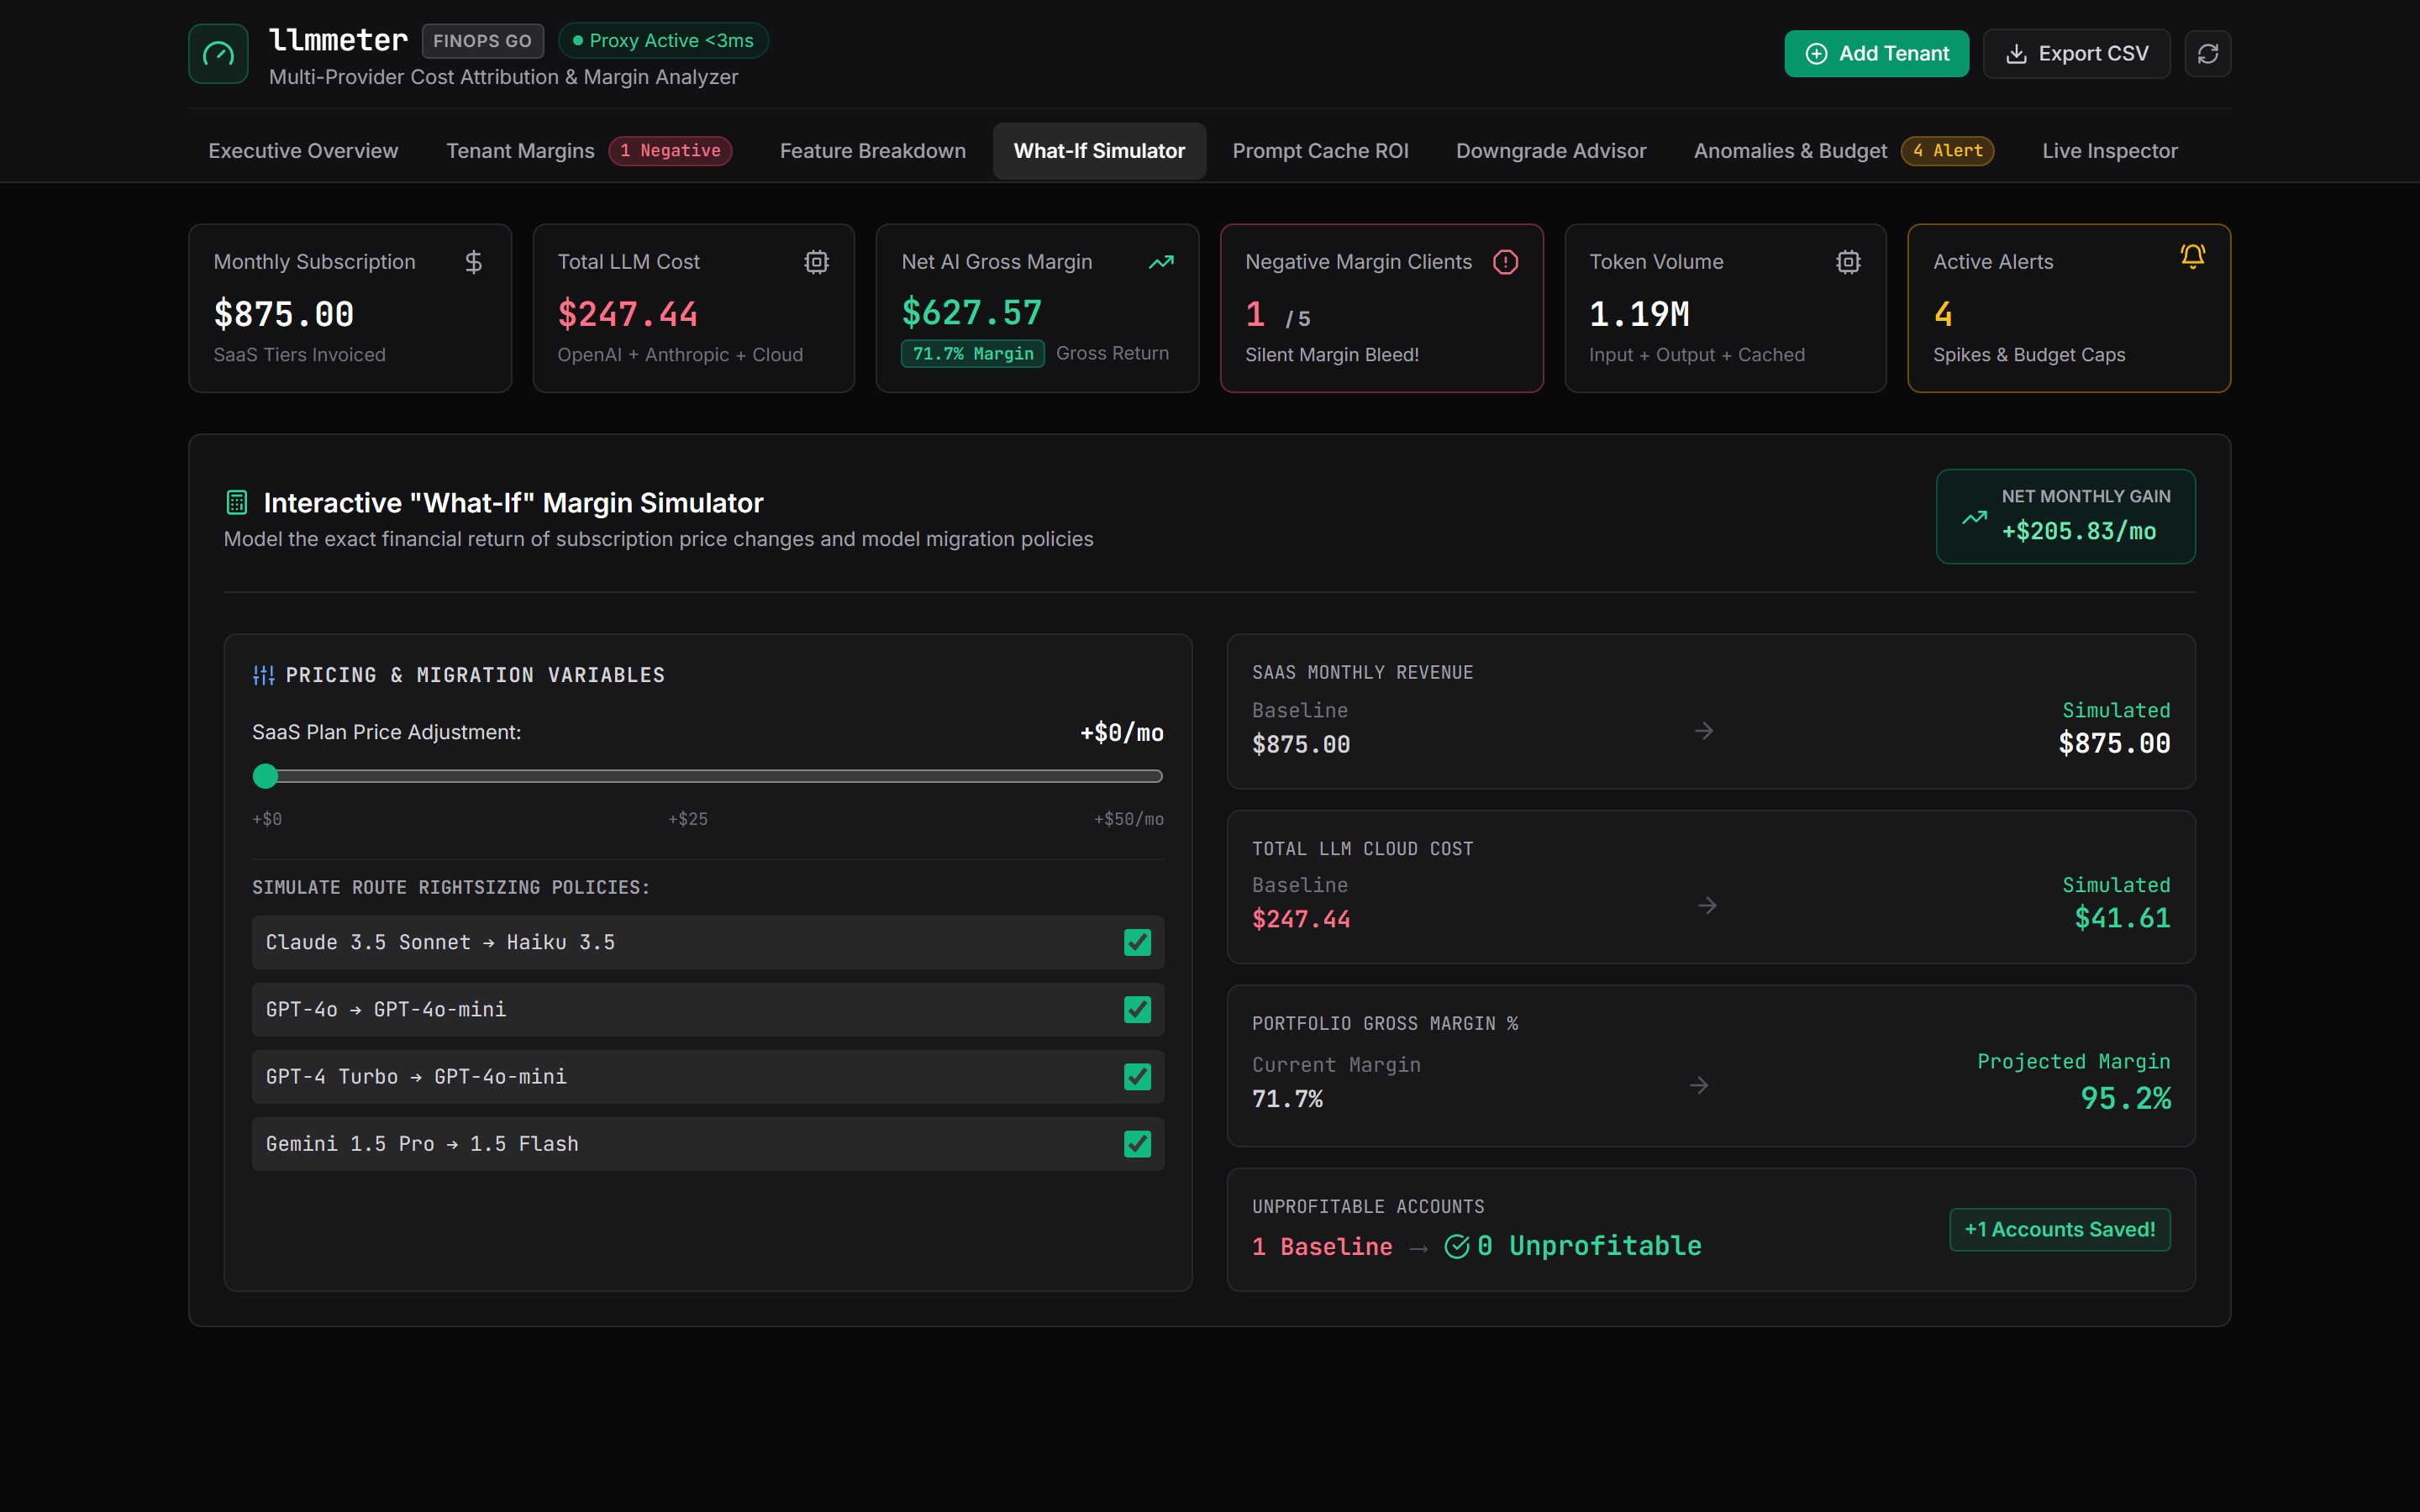 llmmeter FINOPS GO Proxy Active <3ms
Multi-Provider Cost Attribution & Margin Analyzer
Add Tenant Export CSV
Executive Overview Tenant Margins 1 Negative Feature Breakdown What-If Simulator Prompt Cache ROI Downgrade Advisor Anomalies & Budget 4 Alert Live Inspector
Monthly Subscription
$875.00
SaaS Tiers Invoiced
Total LLM Cost
$247.44
OpenAI + Anthropic + Cloud
Net AI Gross Margin
$627.57
71.7% Margin Gross Return
Negative Margin Clients
1 / 5
Silent Margin Bleed!
Token Volume
1.19M
Input + Output + Cached
Active Alerts
4
Spikes & Budget Caps
Interactive "What-If" Margin Simulator
Model the exact financial return of subscription price changes and model migration policies
NET MONTHLY GAIN
+$205.83/mo
PRICING & MIGRATION VARIABLES
SaaS Plan Price Adjustment: +$0/mo
+$0 +$25 +$50/mo
SIMULATE ROUTE RIGHTSIZING POLICIES:
Claude 3.5 Sonnet → Haiku 3.5
GPT-4o → GPT-4o-mini
GPT-4 Turbo → GPT-4o-mini
Gemini 1.5 Pro → 1.5 Flash
SAAS MONTHLY REVENUE
Baseline → Simulated
$875.00 $875.00
TOTAL LLM CLOUD COST
Baseline → Simulated
$247.44 $41.61
PORTFOLIO GROSS MARGIN %
Current Margin → Projected Margin
71.7% 95.2%
UNPROFITABLE ACCOUNTS
1 Baseline → 0 Unprofitable
+1 Accounts Saved!